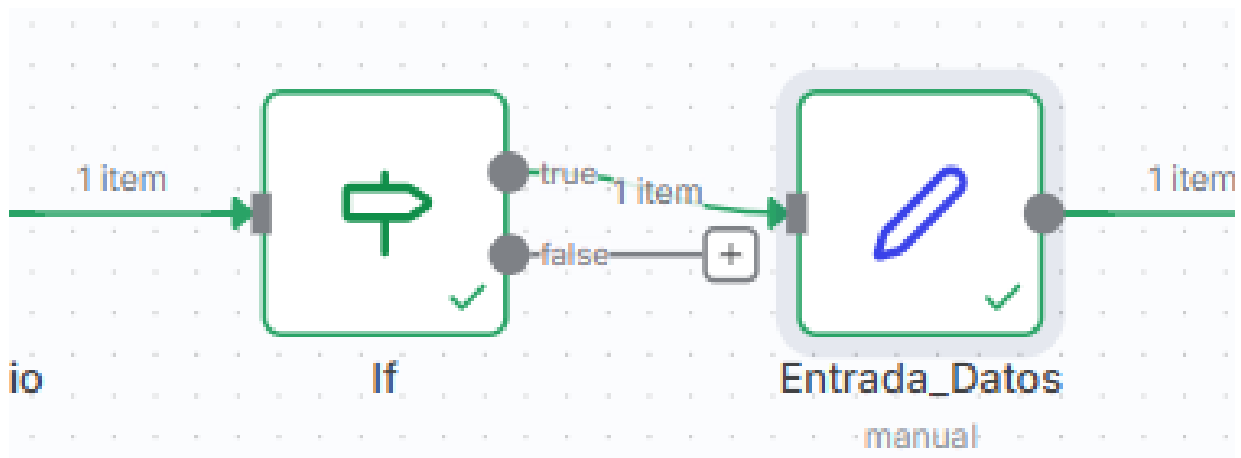 1 item
true
1 item
1 item
false
io
If
Entrada_Datos
manual